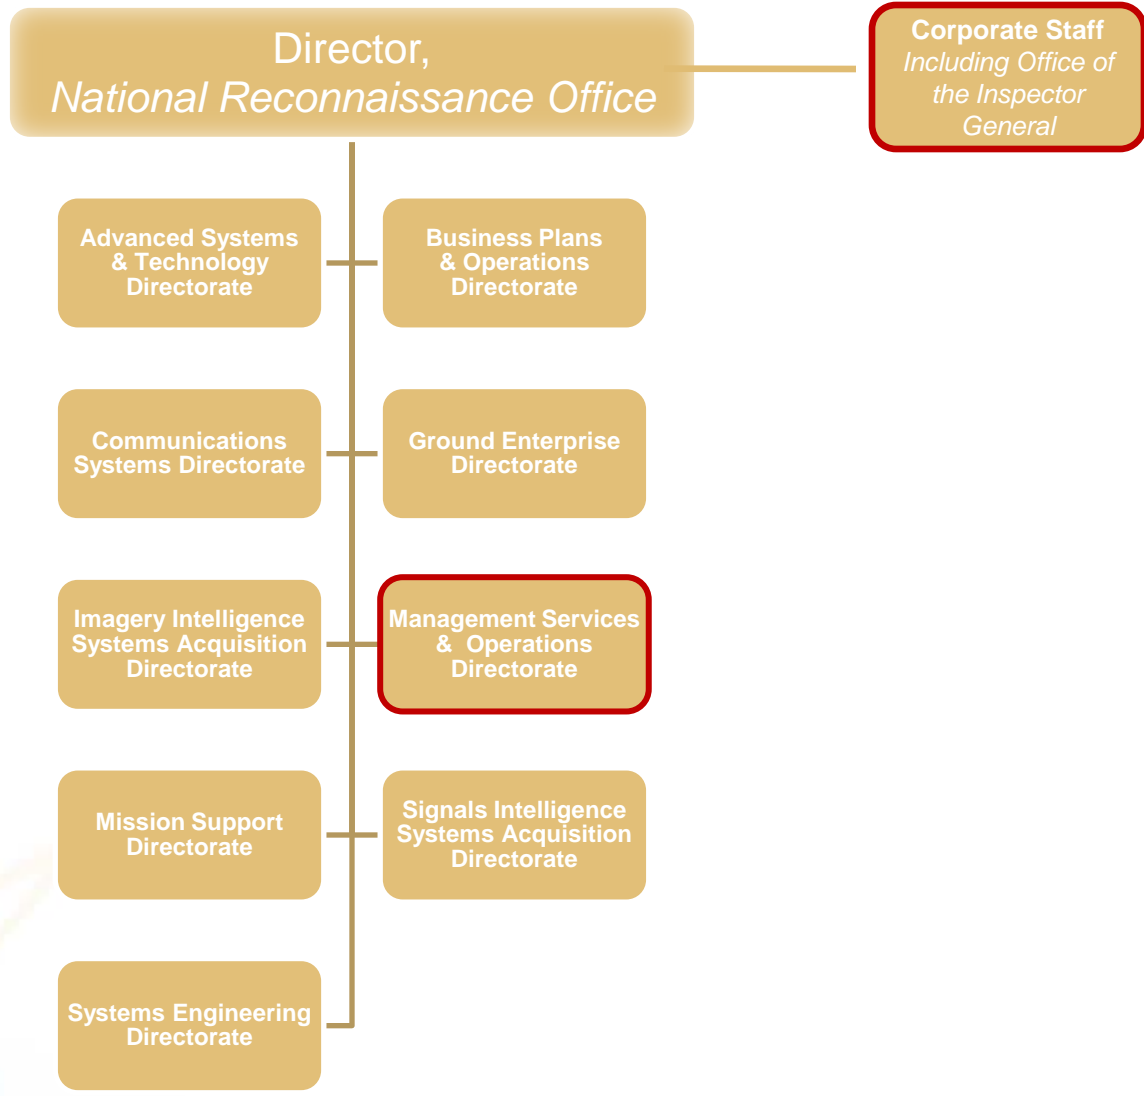 Director,
National Reconnaissance Office
Corporate Staff
Including Office of
the Inspector
General
Advanced Systems
& Technology
Directorate
Business Plans
& Operations
Directorate
Communications
Systems Directorate
Ground Enterprise
Directorate
Imagery Intelligence
Systems Acquisition
Directorate
Management Services
& Operations
Directorate
Mission Support
Directorate
Signals Intelligence
Systems Acquisition
Directorate
Systems Engineering
Directorate